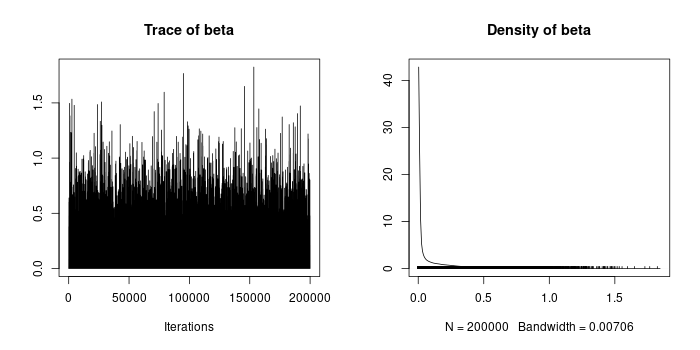 Trace of beta
0.0 0.5 1.0 1.5
0 50000 100000 150000 200000
Iterations
Density of beta
0 10 20 30 40
0.0 0.5 1.0 1.5
N = 200000 Bandwidth = 0.00706